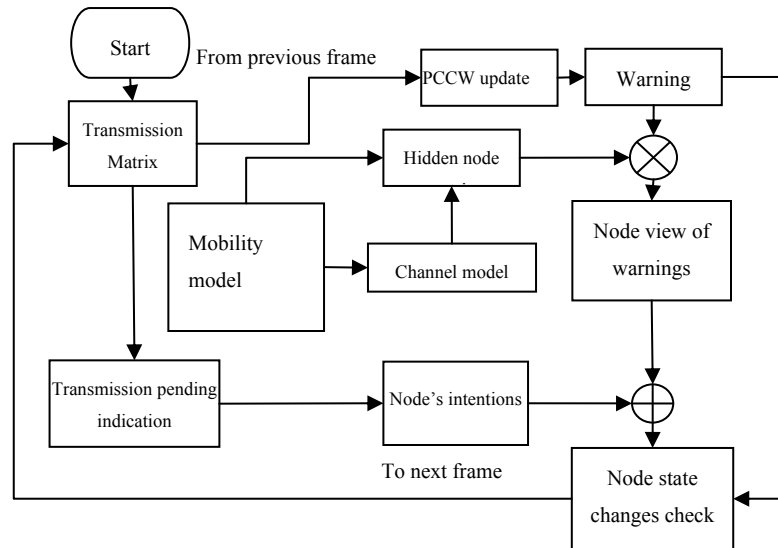 Start
From previous frame
PCCW update
Warning
Transmission
Matrix
Hidden node
Mobility
model
Channel model
Node view of
warnings
Transmission pending
indication
Node's intentions
To next frame
Node state
changes check